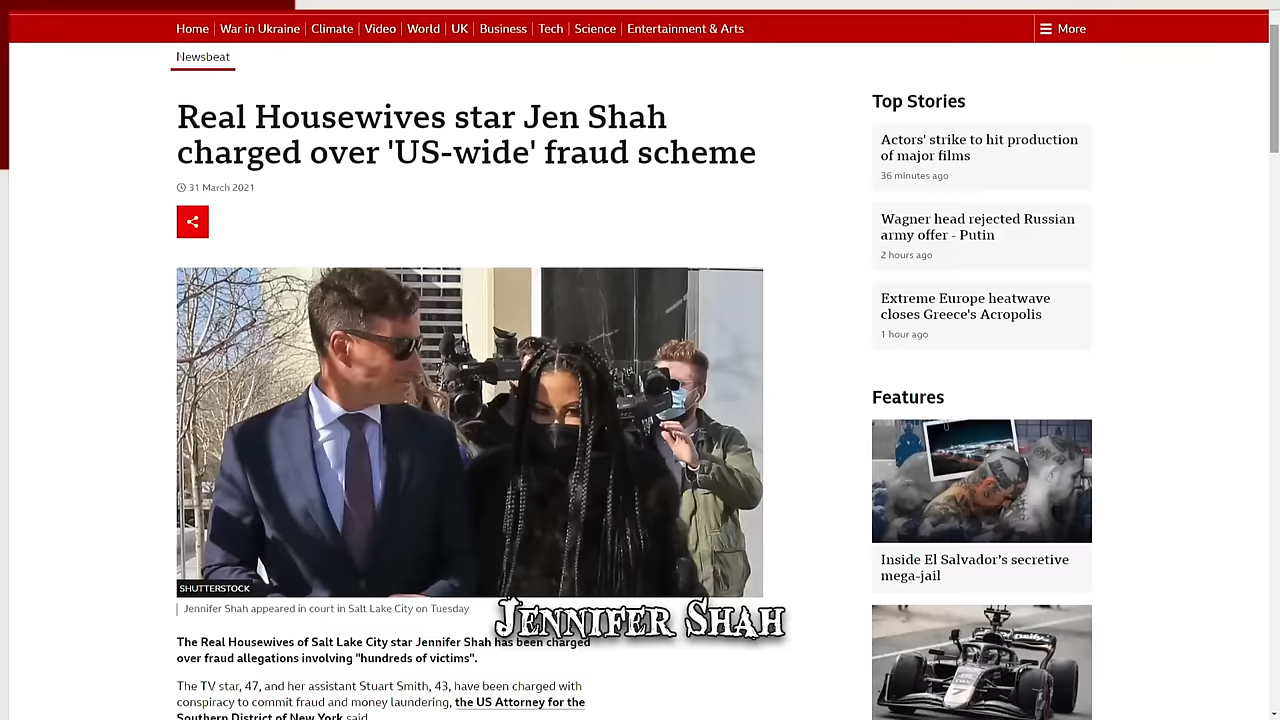 Home War in Ukraine Climate Video World UK Business Tech Science Entertainment & Arts More
Newsbeat
Real Housewives star Jen Shah
charged over 'US-wide' fraud scheme
31 March 2021
SHUTTERSTOCK
Jennifer Shah appeared in court in Salt Lake City on Tuesday
JENNIFER SHAH
The Real Housewives of Salt Lake City star Jennifer Shah has been charged
over fraud allegations involving "hundreds of victims".
The TV star, 47, and her assistant Stuart Smith, 43, have been charged with
conspiracy to commit fraud and money laundering, the US Attorney for the
Southern District of New York said
Top Stories
Actors' strike to hit production
of major films
36 minutes ago
Wagner head rejected Russian
army offer - Putin
2 hours ago
Extreme Europe heatwave
closes Greece's Acropolis
1 hour ago
Features
Inside El Salvador's secretive
mega-jail